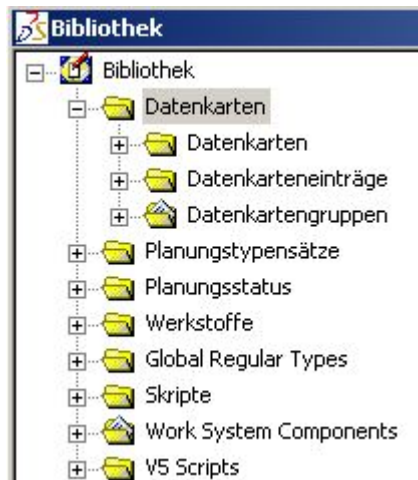 Bibliothek
Bibliothek
Datenkarten
Datenkarten
Datenkarteneinträge
Datenkartengruppen
Planungstypensätze
Planungsstatus
Werkstoffe
Global Regular Types
Skripte
Work System Components
V5 Scripts